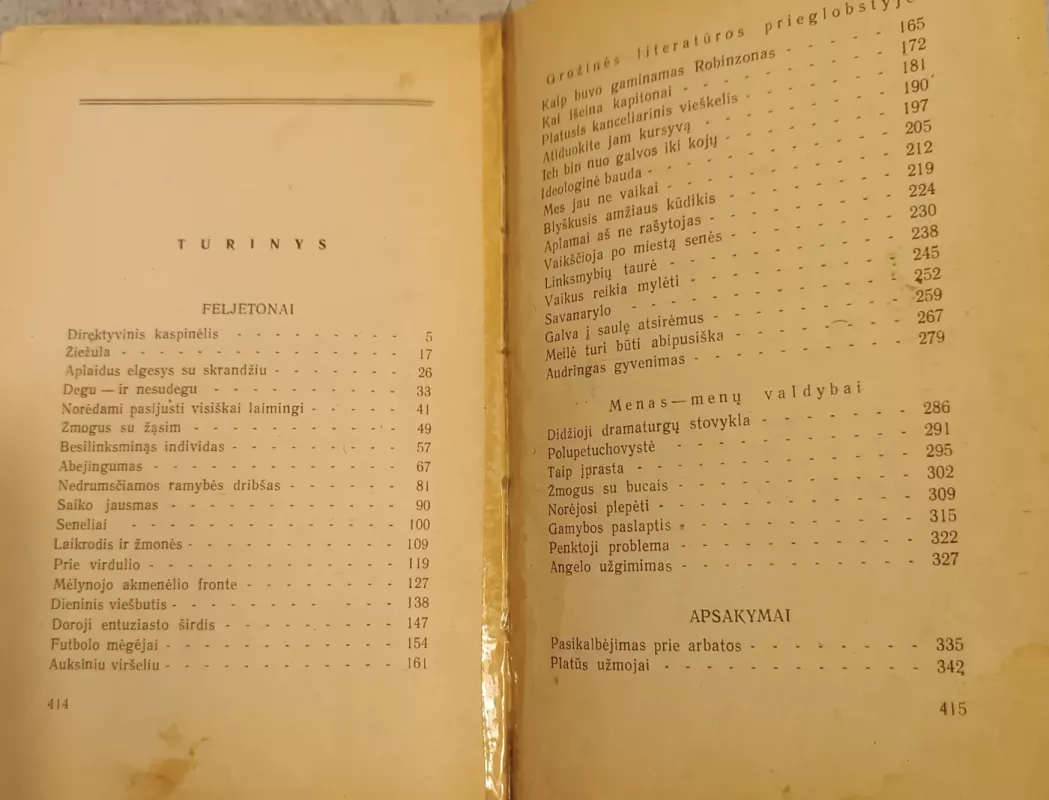 TURINYS
FELJETONAI
Direktyvinis kaspinėlis - - - - - - - - - 5
Žiežula - - - - - - - - - - - - - - 17
Aplaidus elgesys su skrandžiu - - - - - - - 26
Degu — ir nesudegu - - - - - - - - - - 33
Norėdami pasijusti visiškai laimingi - - - - - 41
Žmogus su žąsim - - - - - - - - - - - 49
Besilinksminąs individas - - - - - - - - - 57
Abejingumas - - - - - - - - - - - - - 67
Nedrumsčiamos ramybės dribšas - - - - - - 81
Saiko jausmas - - - - - - - - - - - - 90
Seneliai - - - - - - - - - - - - - - 100
Laikrodis ir žmonės - - - - - - - - - - - 109
Prie virdulio - - - - - - - - - - - - - 119
Mėlynojo akmenėlio fronte - - - - - - - - 127
Dieninis viešbutis - - - - - - - - - - - 138
Doroji entuziasto širdis - - - - - - - - - 147
Futbolo mėgėjai - - - - - - - - - - - - 154
Auksiniu viršeliu - - - - - - - - - - - - 161
414
Grožinės literatūros prieglobstyje
Kaip buvo gaminamas Robinzonas - - - - 165
Kai išeina kapitonai - - - - - - - - 172
Platusis kanceliarinis vieškelis - - - - - - 181
Atiduokite jam kursyvą - - - - - - - - 190
Ich bin nuo galvos iki kojų - - - - - - - 197
Ideologinė bauda - - - - - - - - - - 205
Mes jau ne vaikai - - - - - - - - - - 212
Blyškusis amžiaus kūdikis - - - - - - - - 219
Aplamai aš ne rašytojas - - - - - - - - 224
Vaikščioja po miestą senės - - - - - - - 230
Linksmybių taurė - - - - - - - - - - 238
Vaikus reikia mylėti - - - - - - - - - 245
Savanarylo - - - - - - - - - - - - 252
Galva į saulę atsirėmus - - - - - - - - 259
Meilė turi būti abipusiška - - - - - - - 267
Audringas gyvenimas - - - - - - - - - 279
Menas—menų valdybai
Didžioji dramaturgų stovykla - - - - - - - 286
Polupetuchovystė - - - - - - - - - - 291
Taip įprasta - - - - - - - - - - - - 295
Žmogus su bucais - - - - - - - - - - 302
Norėjosi plepėti - - - - - - - - - - - 309
Gamybos paslaptis - - - - - - - - - - 315
Penktoji problema - - - - - - - - - - 322
Angelo užgimimas - - - - - - - - - - 327
APSAKYMAI
Pasikalbėjimas prie arbatos - - - - - - - - 335
Platūs užmojai - - - - - - - - - - - 342
415